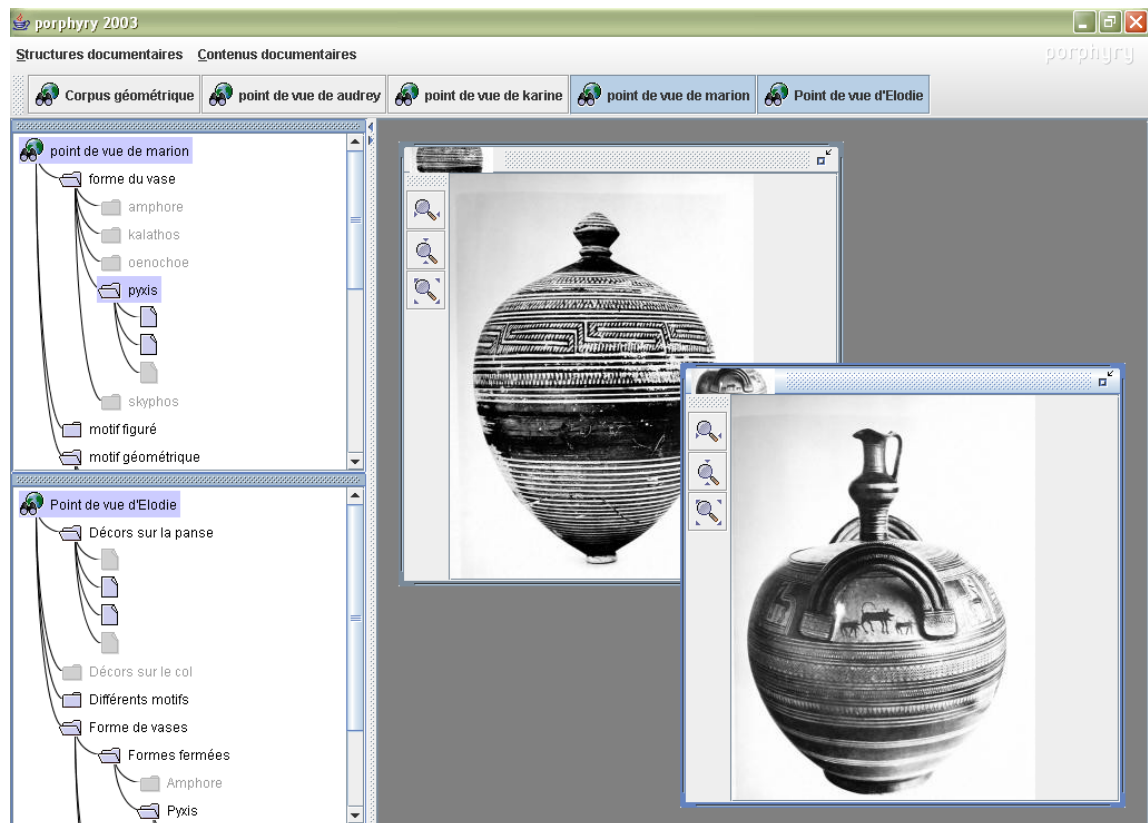 porphyry 2003
Structures documentaires Contenus documentaires
porphyry
Corpus géométrique point de vue de audrey point de vue de karine point de vue de marion Point de vue d'Elodie
point de vue de marion
forme du vase
amphore
kalathos
oenochoe
pyxis
skyphos
motif figuré
motif géométrique
Point de vue d'Elodie
Décors sur la panse
Décors sur le col
Différents motifs
Forme de vases
Formes fermées
Amphore
Pyxis